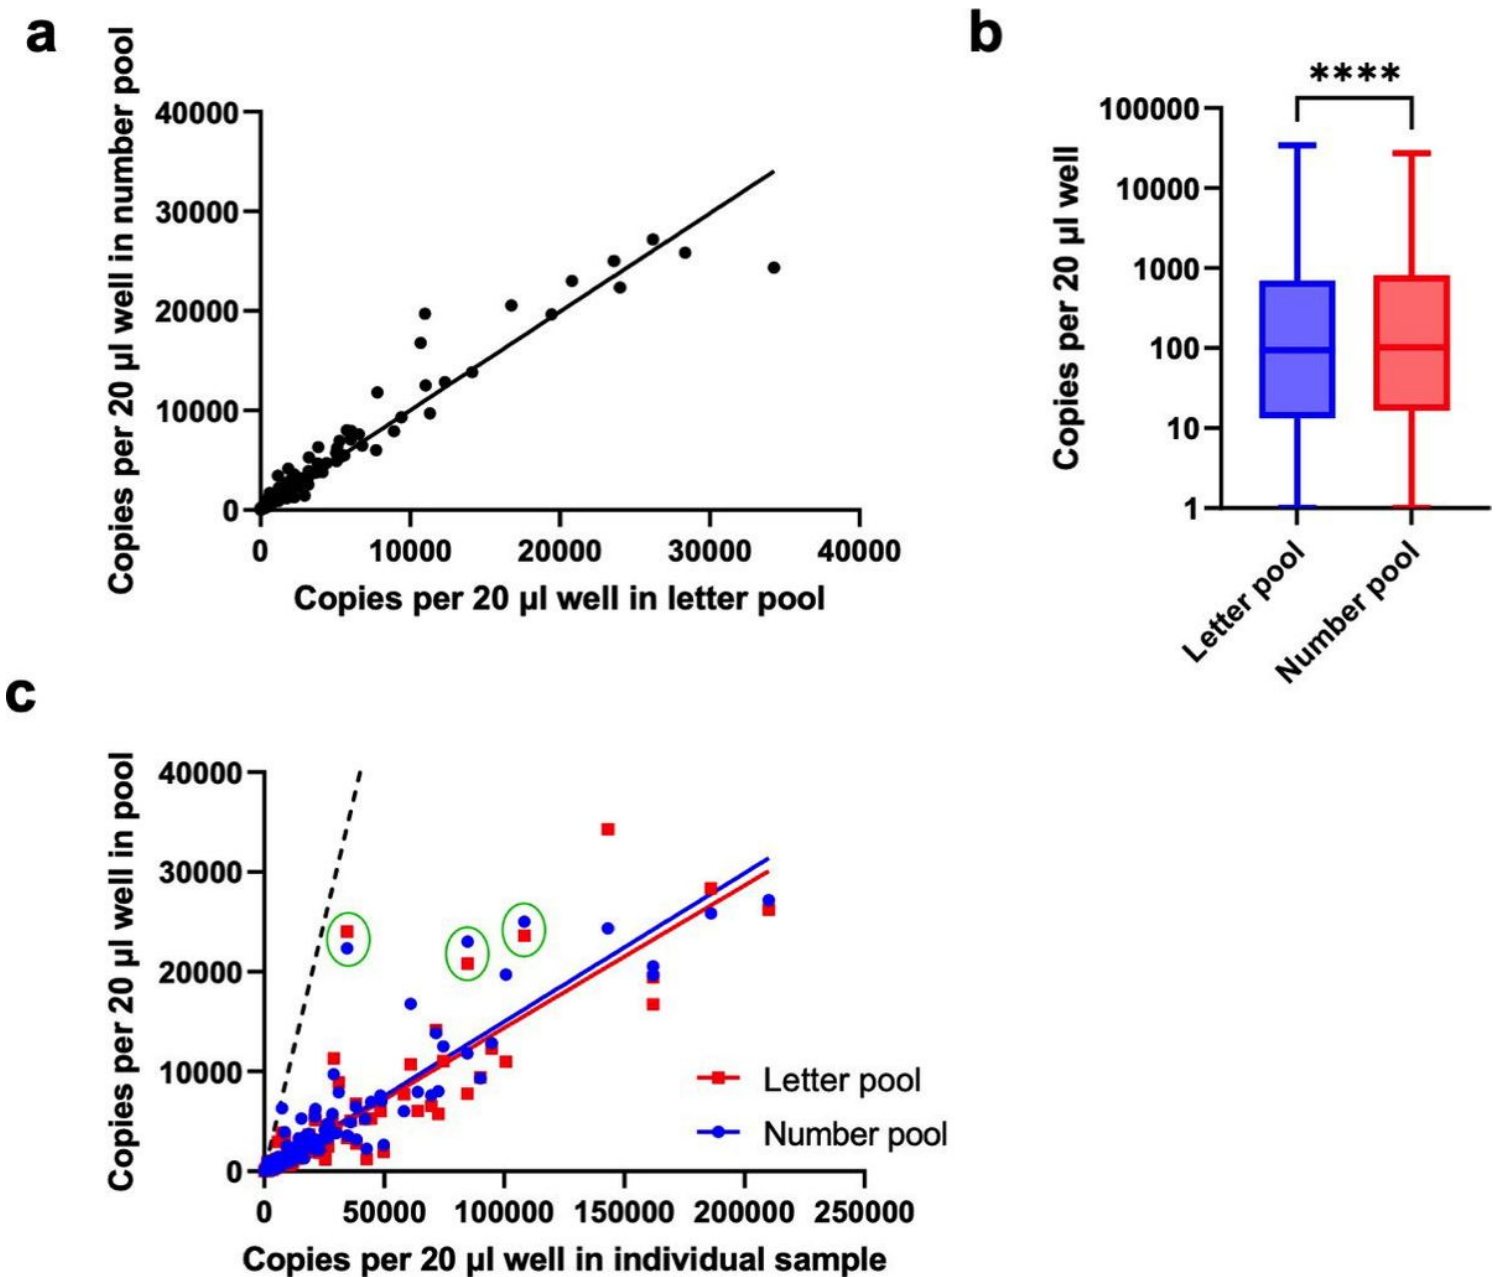 a
Copies per 20 µl well in number pool
40000
30000
20000
10000
0
0 10000 20000 30000 40000
Copies per 20 µl well in letter pool
b
****
Copies per 20 µl well
100000
10000
1000
100
10
1
Letter pool
Number pool
c
Copies per 20 µl well in pool
40000
30000
20000
10000
0
Letter pool
Number pool
0 50000 100000 150000 200000 250000
Copies per 20 µl well in individual sample